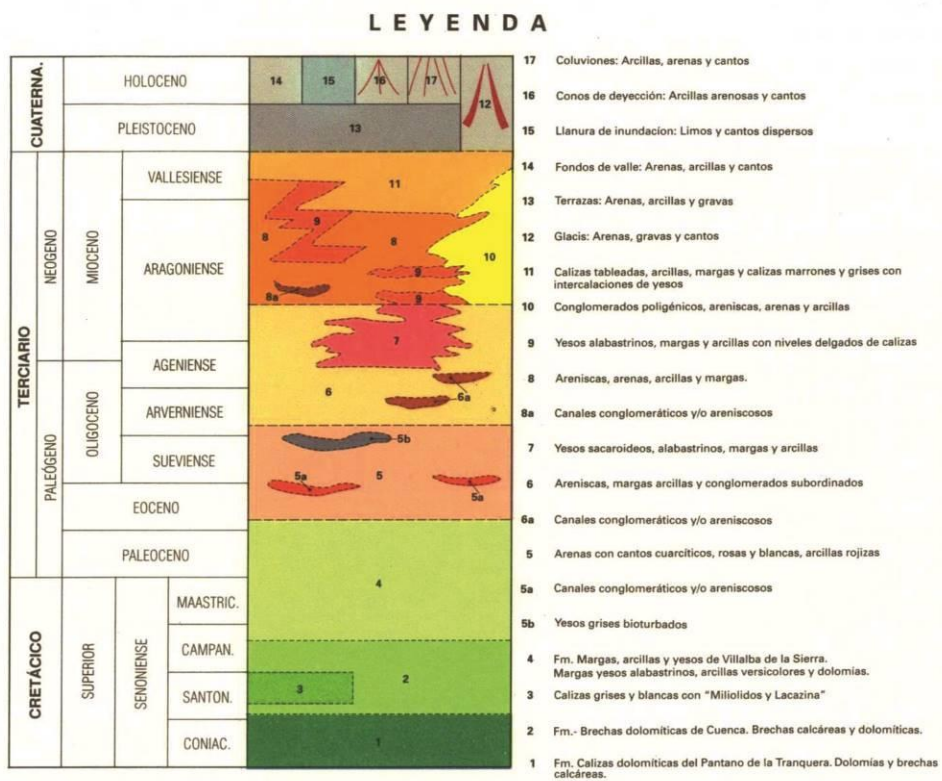 LEYENDA
CUATERNA.
HOLOCENO
PLEISTOCENO
TERCIARIO
NEOGENO
MIOCENO
VALLESIENSE
ARAGONIENSE
PALEÓGENO
OLIGOCENO
AGENIENSE
ARVERNIENSE
SUEVIENSE
EOCENO
PALEOCENO
CRETÁCICO
SUPERIOR
SENONIENSE
MAASTRIC.
CAMPAN.
SANTON.
CONIAC.
14 15 16 17
12
13
11
9
8 8 10
9
8a
9
7
6 6a
5b
5a 5 5a
4
3 2
1
17 Coluviones: Arcillas, arenas y cantos
16 Conos de deyección: Arcillas arenosas y cantos
15 Llanura de inundacíon: Limos y cantos dispersos
14 Fondos de valle: Arenas, arcillas y cantos
13 Terrazas: Arenas, arcillas y gravas
12 Glacis: Arenas, gravas y cantos
11 Calizas tableadas, arcillas, margas y calizas marrones y grises con
intercalaciones de yesos
10 Conglomerados poligénicos, areniscas, arenas y arcillas
9 Yesos alabastrinos, margas y arcillas con niveles delgados de calizas
8 Areniscas, arenas, arcillas y margas.
8a Canales conglomeráticos y/o areniscosos
7 Yesos sacaroideos, alabastrinos, margas y arcillas
6 Areniscas, margas arcillas y conglomerados subordinados
6a Canales conglomeráticos y/o areniscosos
5 Arenas con cantos cuarcíticos, rosas y blancas, arcillas rojizas
5a Canales conglomeráticos y/o areniscosos
5b Yesos grises bioturbados
4 Fm. Margas, arcillas y yesos de Villalba de la Sierra.
Margas yesos alabastrinos, arcillas versicolores y dolomías.
3 Calizas grises y blancas con "Miliolidos y Lacazina"
2 Fm.- Brechas dolomíticas de Cuenca. Brechas calcáreas y dolomíticas.
1 Fm. Calizas dolomíticas del Pantano de la Tranquera. Dolomías y brechas
calcáreas.